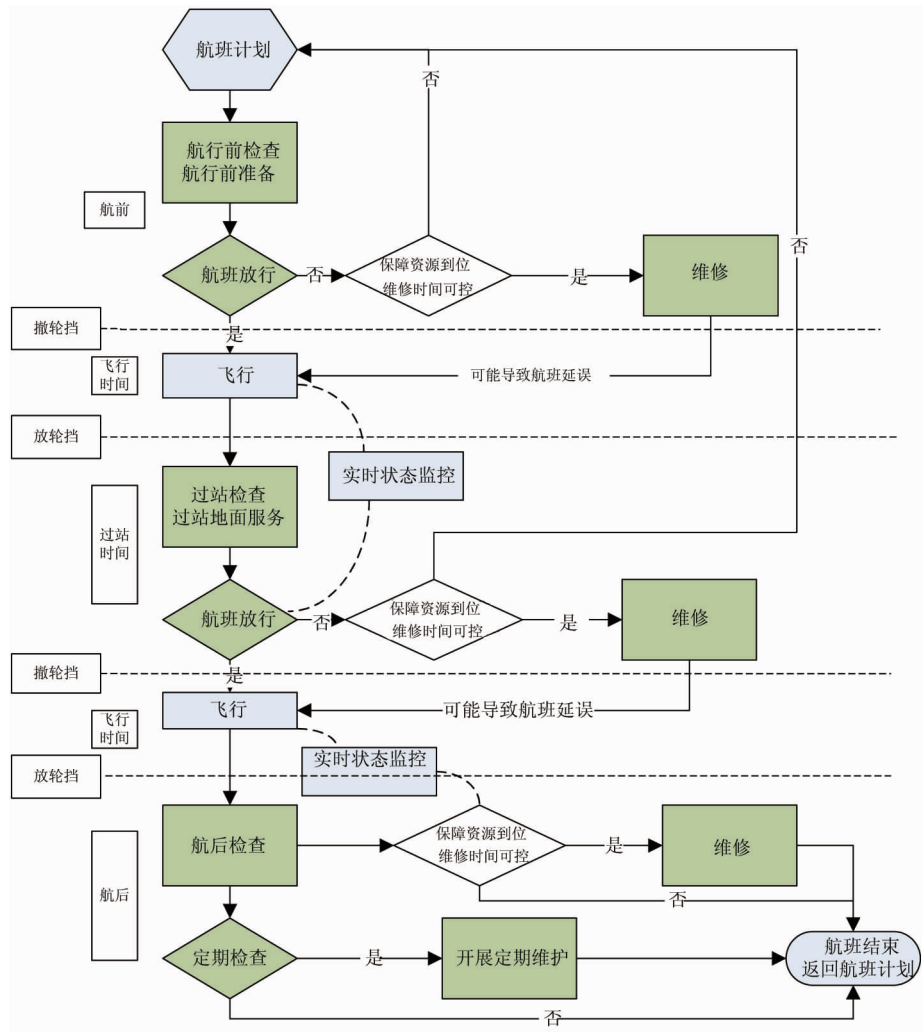 航班计划
否
航行前检查
航行前准备
航前
否
航班放行
否
保障资源到位
维修时间可控
是
维修
撤轮挡
是
飞行
时间
飞行
可能导致航班延误
放轮挡
实时状态监控
过站检查
过站地面服务
过站
时间
航班放行
否
保障资源到位
维修时间可控
是
维修
撤轮挡
是
飞行
时间
飞行
可能导致航班延误
放轮挡
实时状态监控
航后检查
保障资源到位
维修时间可控
是
维修
航后
否
定期检查
是
开展定期维护
航班结束
返回航班计划
否